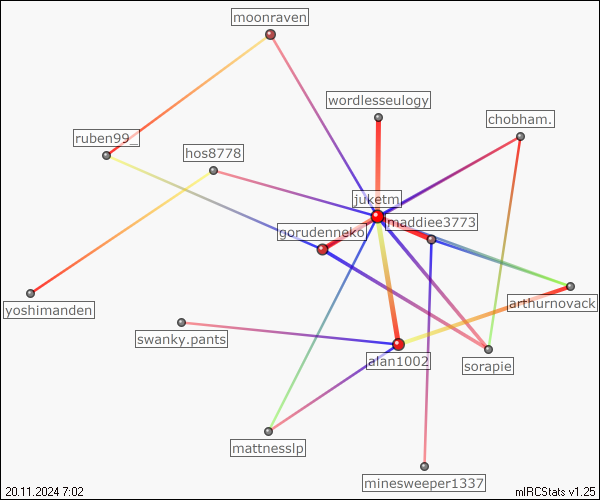 moonraven
wordlesseulogy
chobham.
ruben99_
hos8778
juketm
maddiee3773
gorudenneko
arthurnovack
yoshimanden
swanky.pants
alan1002
sorapie
mattnesslp
minesweeper1337
20.11.2024 7:02
mIRCStats v1.25